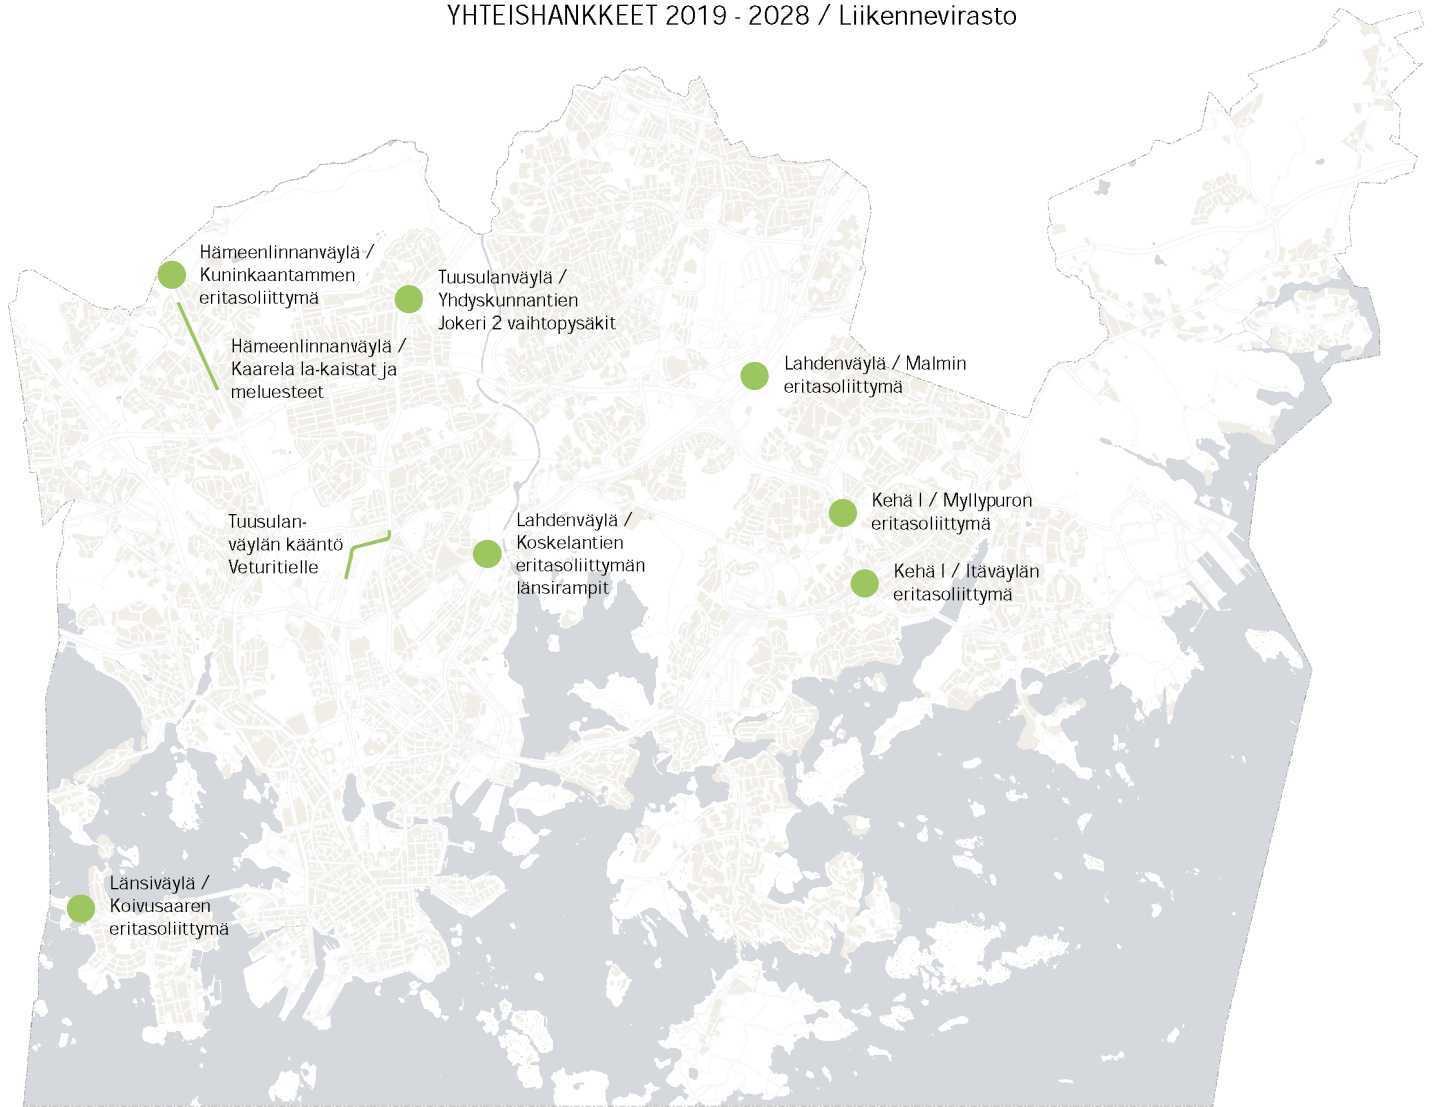 YHTEISHANKKEET 2019 - 2028 / Liikennevirasto
Hämeenlinnanväylä /
Kuninkaantammen
eritasoliittymä
Tuusulanväylä /
Yhdyskunnantien
Jokeri 2 vaihtopysäkit
Hämeenlinnanväylä /
Kaarela la-kaistat ja
meluesteet
Lahdenväylä / Malmin
eritasoliittymä
Kehä I / Myllypuron
eritasoliittymä
Tuusulan-
väylän kääntö
Veturitielle
Lahdenväylä /
Koskelantien
eritasoliittymän
länsirampit
Kehä I / Itäväylän
eritasoliittymä
Länsiväylä /
Koivusaaren
eritasoliittymä